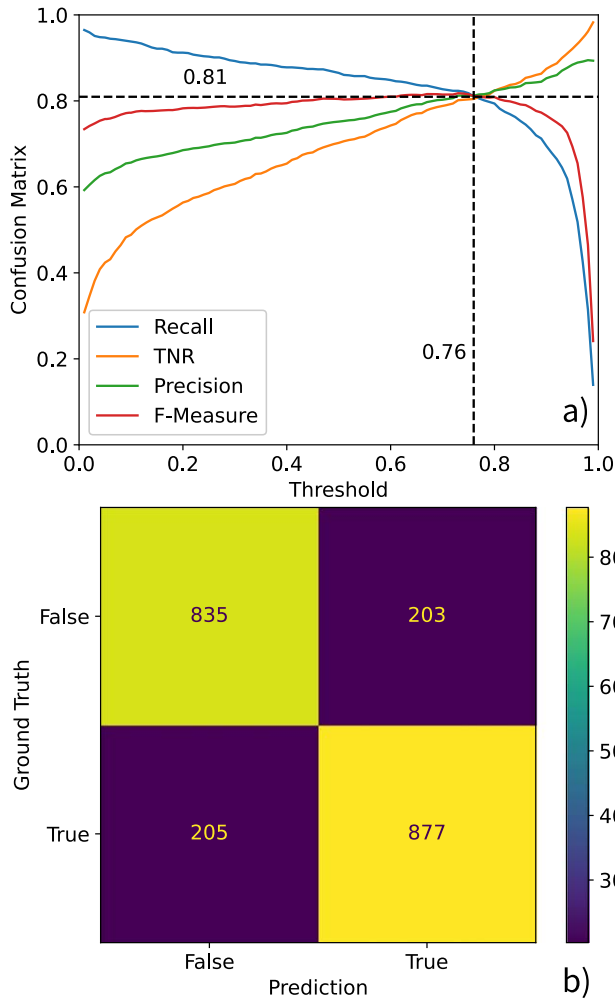 1.0
0.8
0.6
0.4
0.2
0.0
Confusion Matrix
0.81
0.76
Recall
TNR
Precision
F-Measure
a)
0.0 0.2 0.4 0.6 0.8 1.0
Threshold
Ground Truth
False
True
835 203
205 877
False True
Prediction
b)